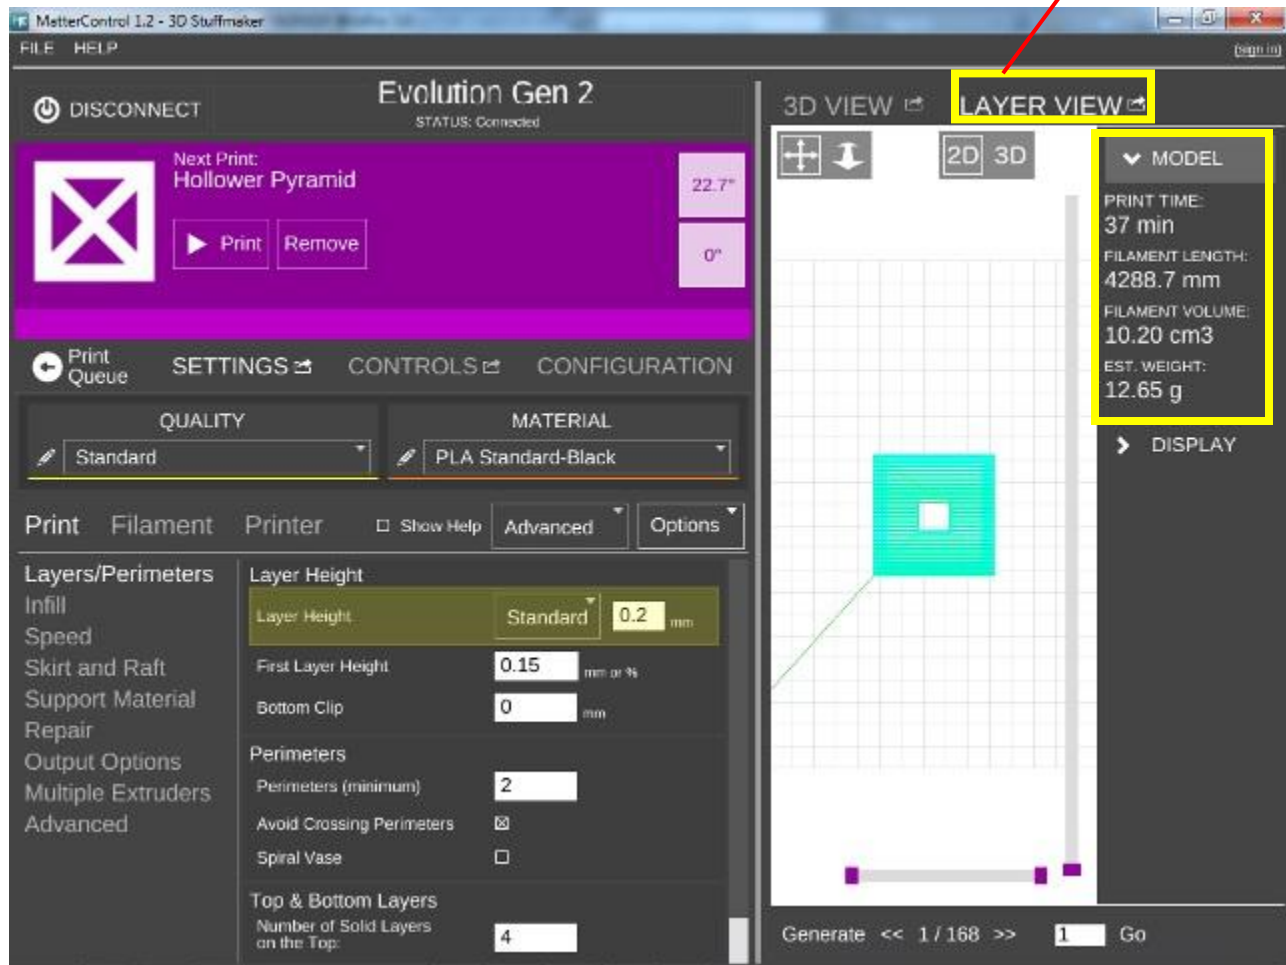 MatterControl 1.2 - 3D Stuffmaker
FILE HELP
(sign in)
DISCONNECT
Evolution Gen 2
STATUS: Connected
Next Print:
Hollower Pyramid
Print Remove
22.7°
0°
Print
Queue
SETTINGS CONTROLS CONFIGURATION
QUALITY
MATERIAL
Standard
PLA Standard-Black
Print Filament Printer Show Help Advanced Options
Layers/Perimeters
Infill
Speed
Skirt and Raft
Support Material
Repair
Output Options
Multiple Extruders
Advanced
Layer Height
Layer Height Standard 0.2 mm
First Layer Height 0.15 mm or %
Bottom Clip 0 mm
Perimeters
Perimeters (minimum) 2
Avoid Crossing Perimeters
Spiral Vase
Top & Bottom Layers
Number of Solid Layers
on the Top: 4
3D VIEW LAYER VIEW
2D 3D
MODEL
PRINT TIME:
37 min
FILAMENT LENGTH:
4288.7 mm
FILAMENT VOLUME:
10.20 cm3
EST. WEIGHT:
12.65 g
DISPLAY
Generate << 1 / 168 >> 1 Go